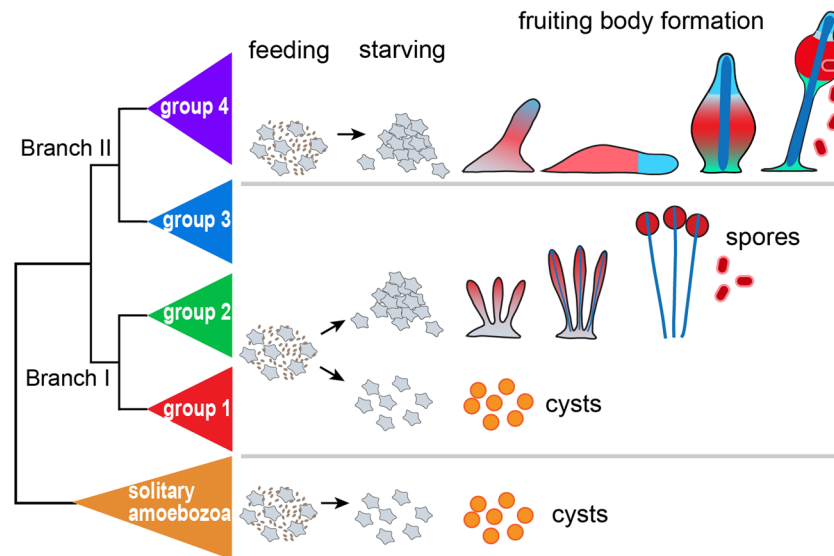 fruiting body formation
feeding
starving
group 4
Branch II
group 3
spores
group 2
Branch I
group 1
cysts
solitary
amoebozoa
cysts